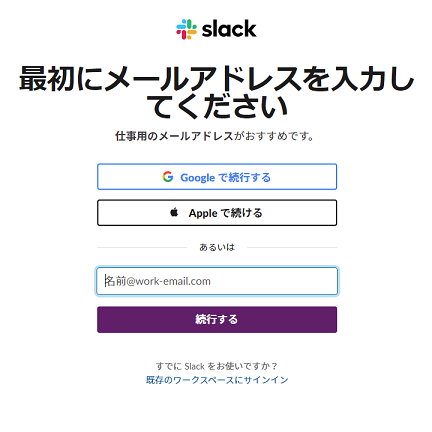 slack
最初にメールアドレスを入力し
てください
仕事用のメールアドレスがおすすめです。
Google で続行する
Apple で続ける
あるいは
名前@work-email.com
続行する
すでに Slack をお使いですか？
既存のワークスペースにサインイン